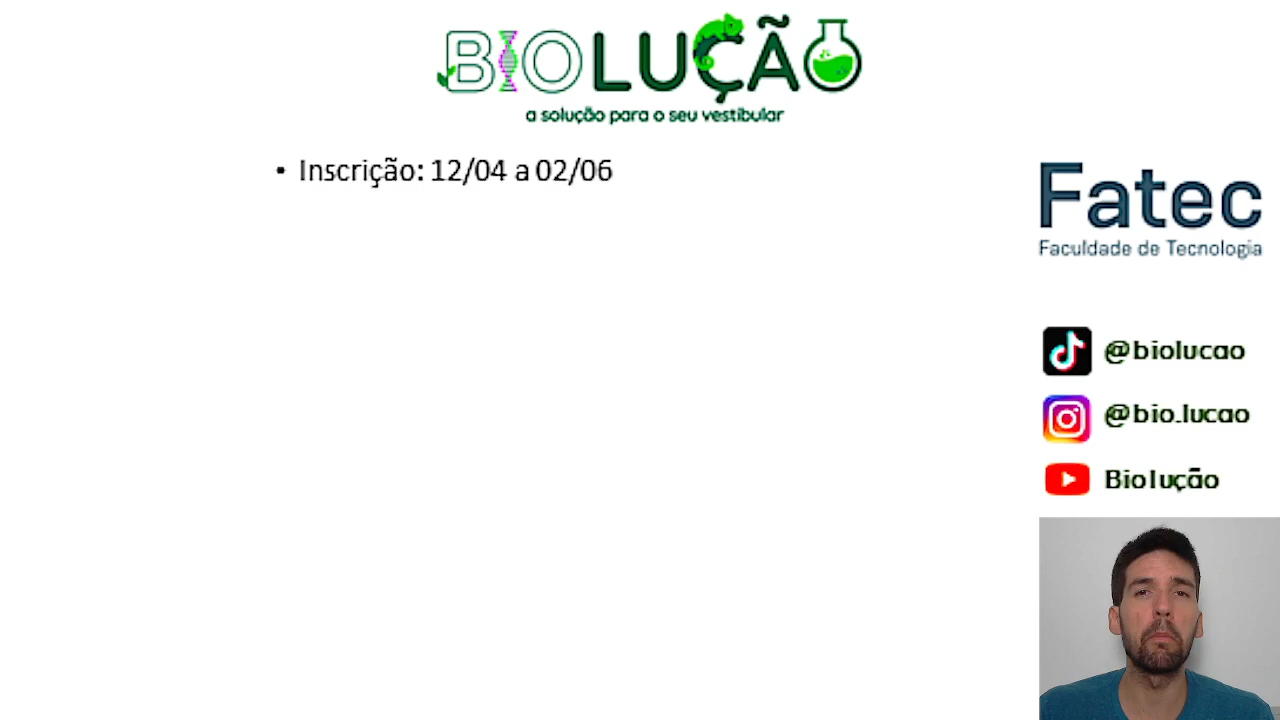 BIOLUÇÃO
a solução para o seu vestibular
• Inscrição: 12/04 a 02/06
Fatec
Faculdade de Tecnologia
@biolucao
@bio.lucao
Biolução